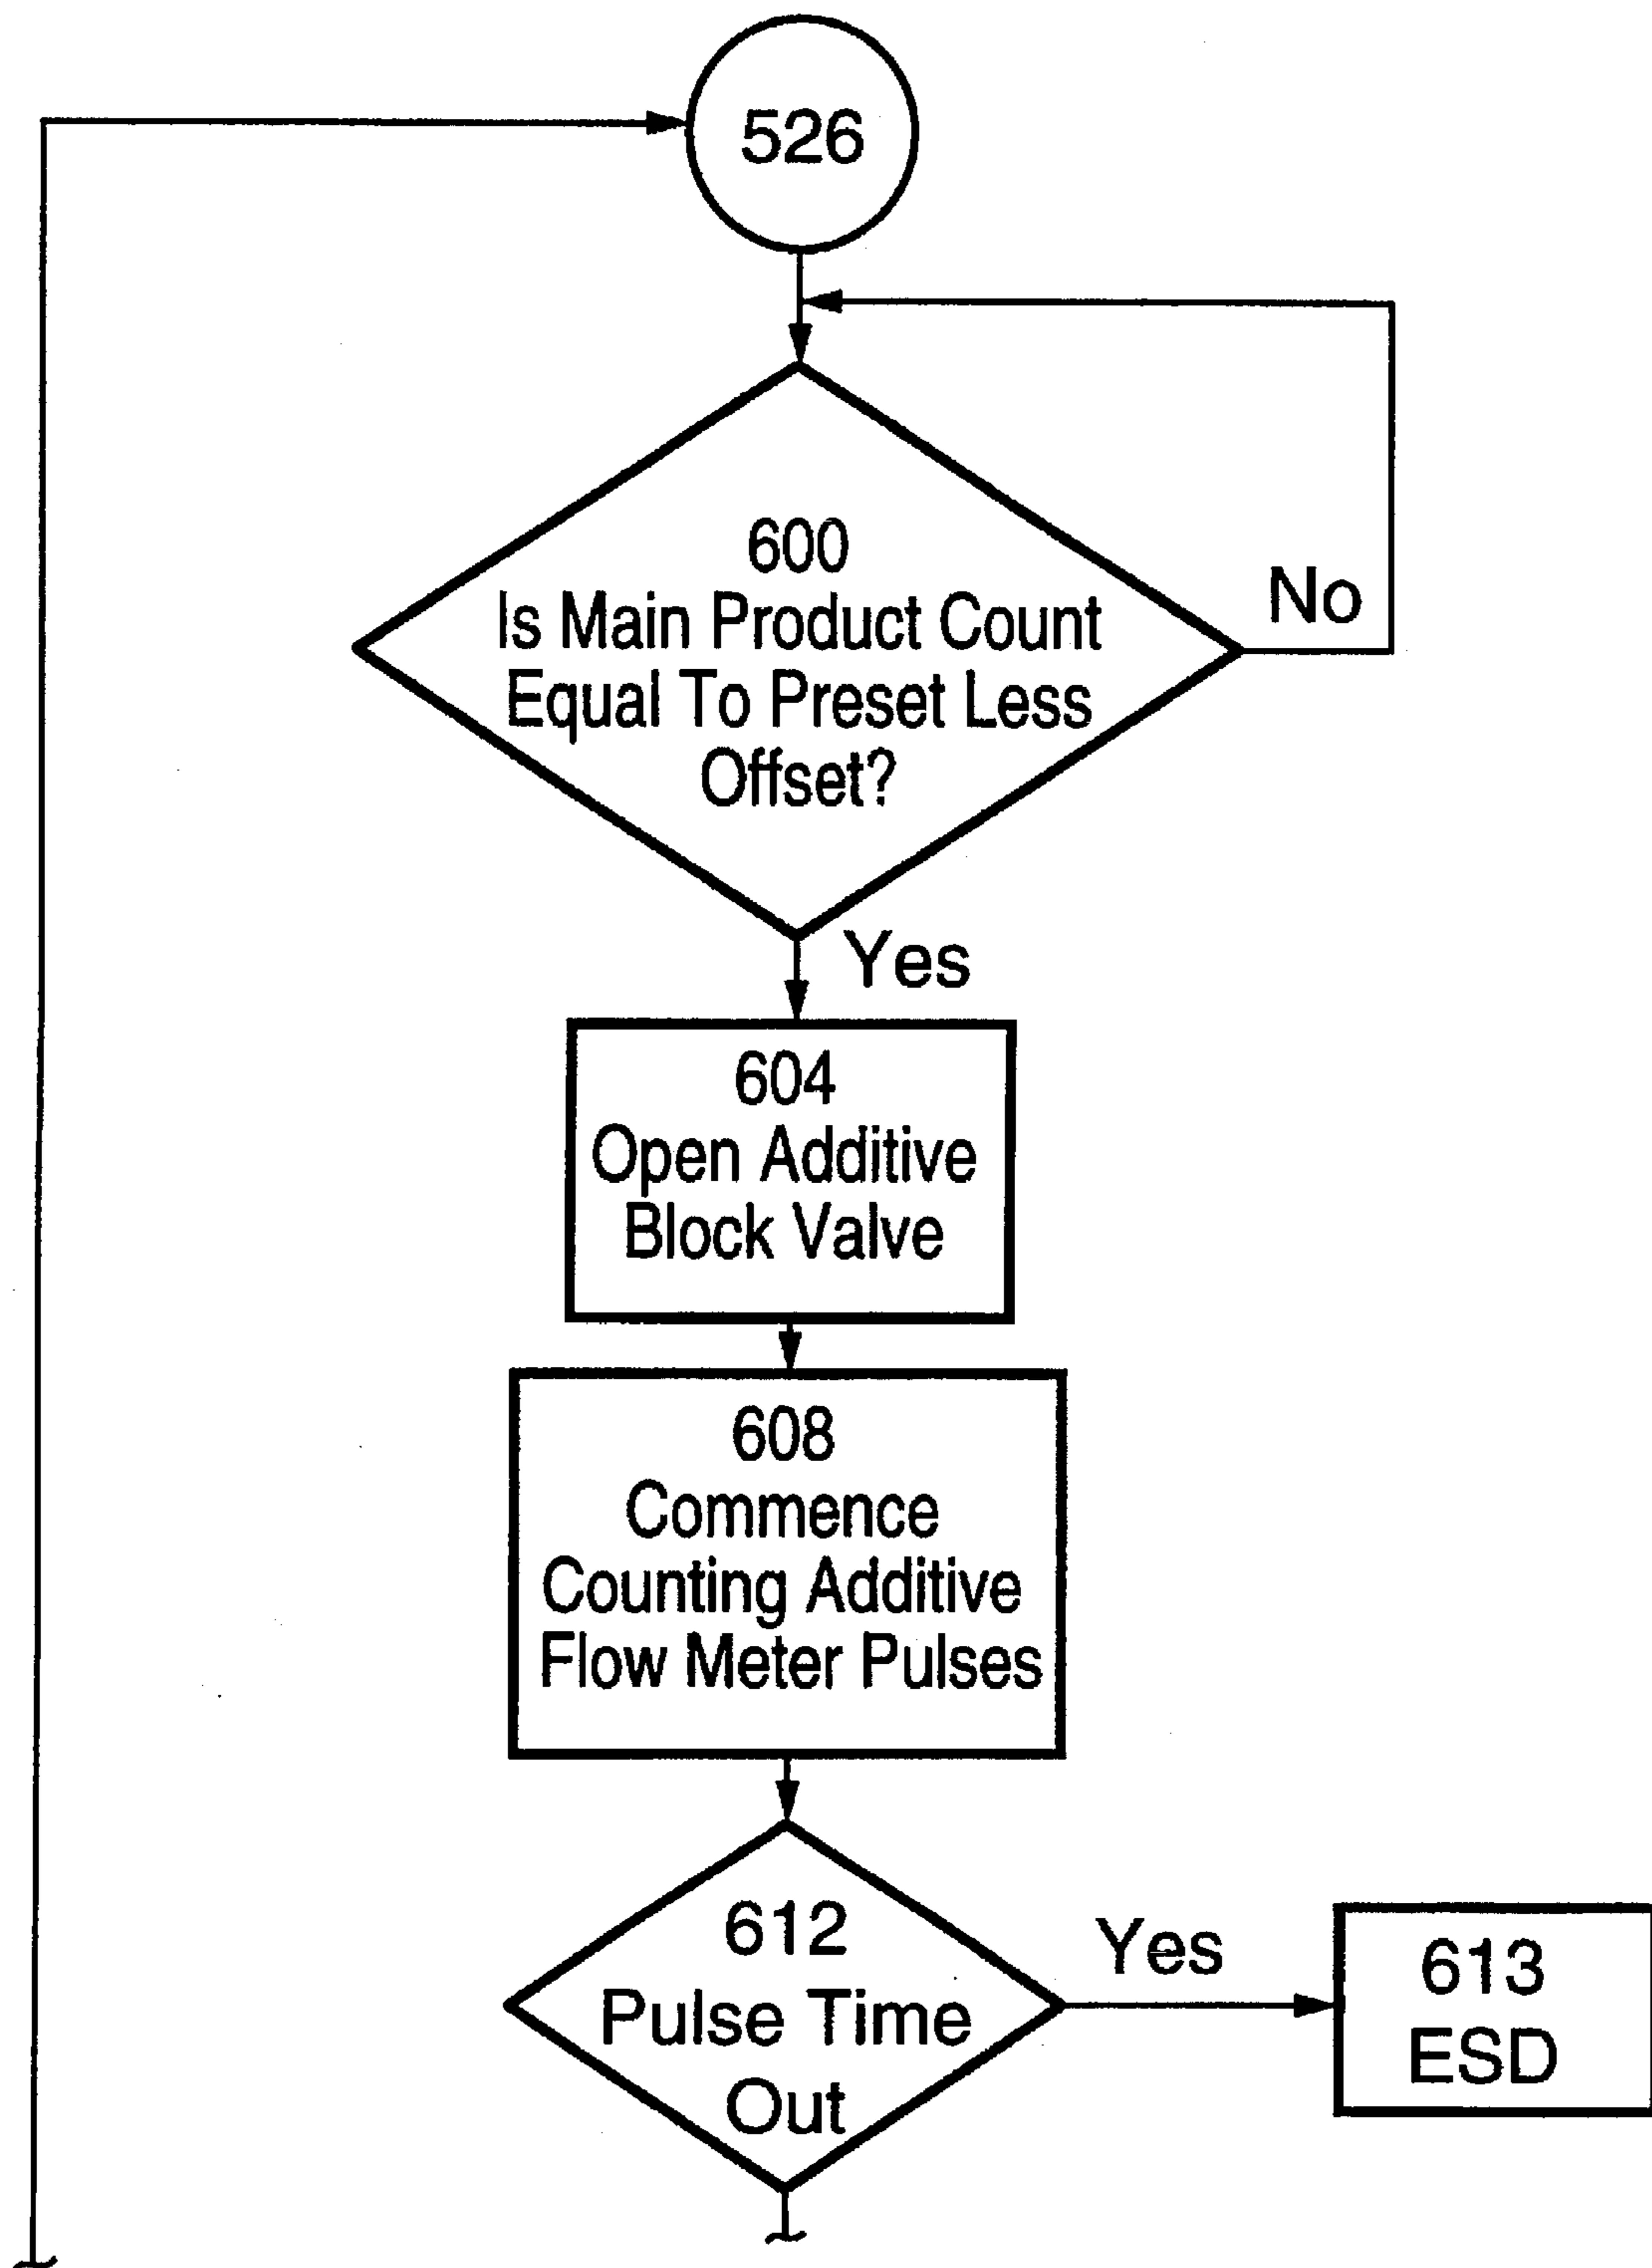 526
600
Is Main Product Count
Equal To Preset Less
Offset?
No
Yes
604
Open Additive
Block Valve
608
Commence
Counting Additive
Flow Meter Pulses
612
Pulse Time
Out
Yes
613
ESD